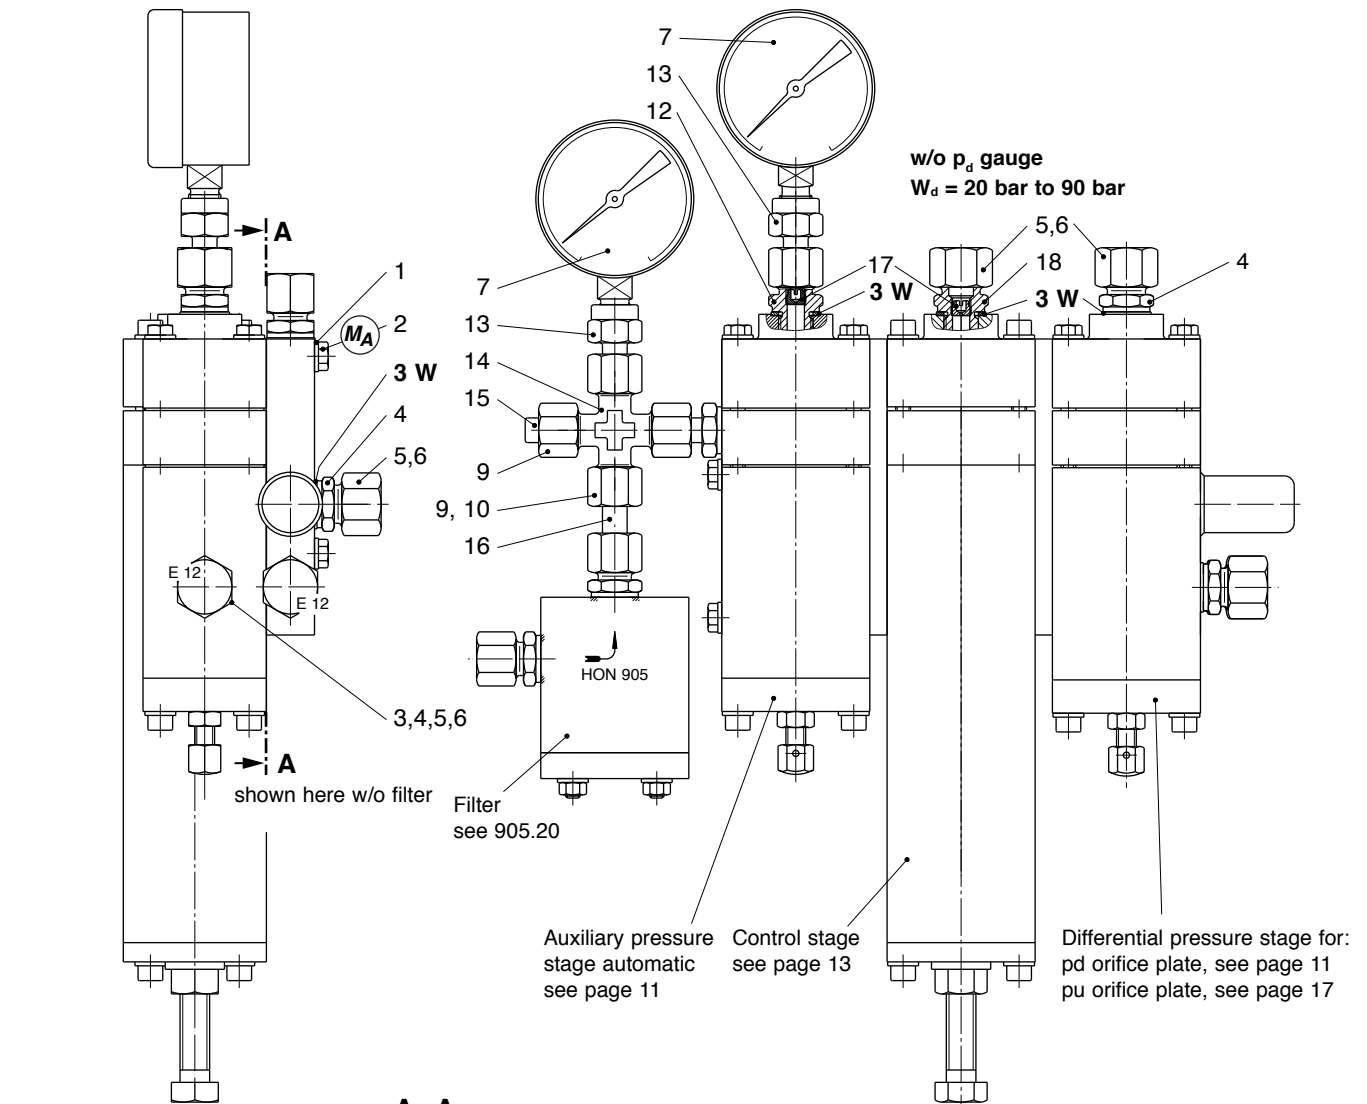 7
13
12
w/o pd gauge
Wd = 20 bar to 90 bar
5,6
A
17
18
4
1
7
3 W
3 W
MA
2
13
14
3 W
15
4
5,6
9
9, 10
16
E 12
E 12
HON 905
3,4,5,6
A
shown here w/o filter
Filter
see 905.20
Auxiliary pressure
stage automatic
see page 11
Control stage
see page 13
Differential pressure stage for:
pd orifice plate, see page 11
pu orifice plate, see page 17